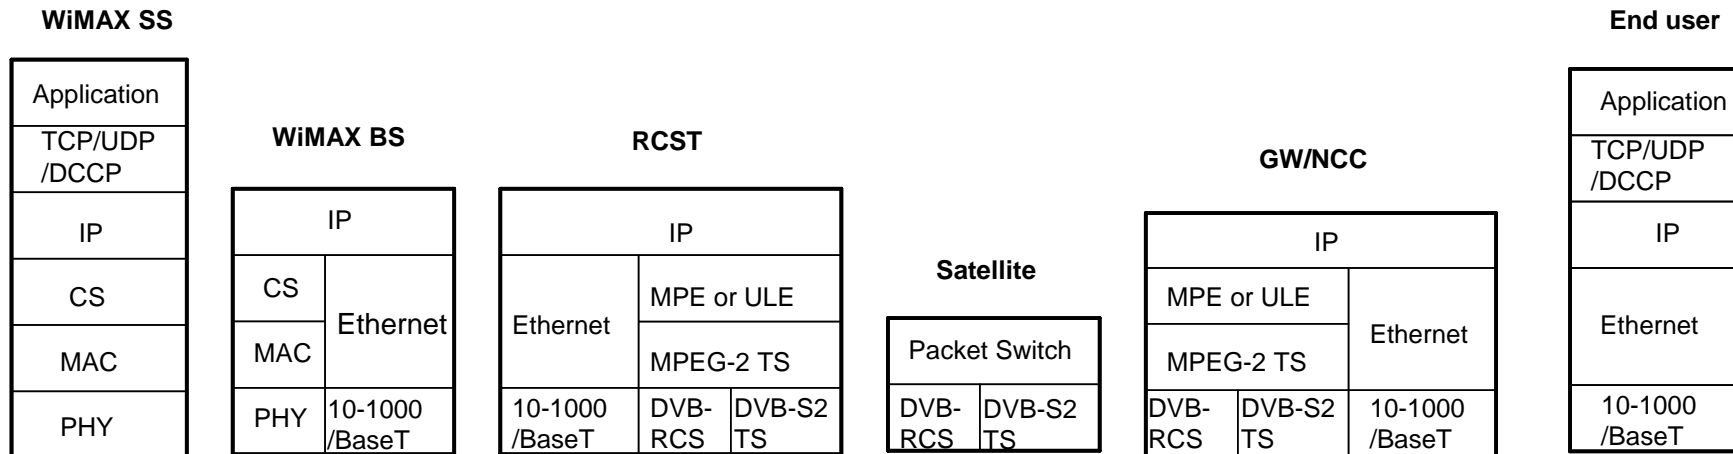 WiMAX SS
Application
TCP/UDP
/DCCP
IP
CS
MAC
PHY
WiMAX BS
IP
CS
MAC
Ethernet
PHY
10-1000
/BaseT
RCST
IP
Ethernet
MPE or ULE
MPEG-2 TS
10-1000
/BaseT
DVB-
RCS
DVB-S2
TS
Satellite
Packet Switch
DVB-
RCS
DVB-S2
TS
GW/NCC
IP
MPE or ULE
MPEG-2 TS
Ethernet
DVB-
RCS
DVB-S2
TS
10-1000
/BaseT
End user
Application
TCP/UDP
/DCCP
IP
Ethernet
10-1000
/BaseT